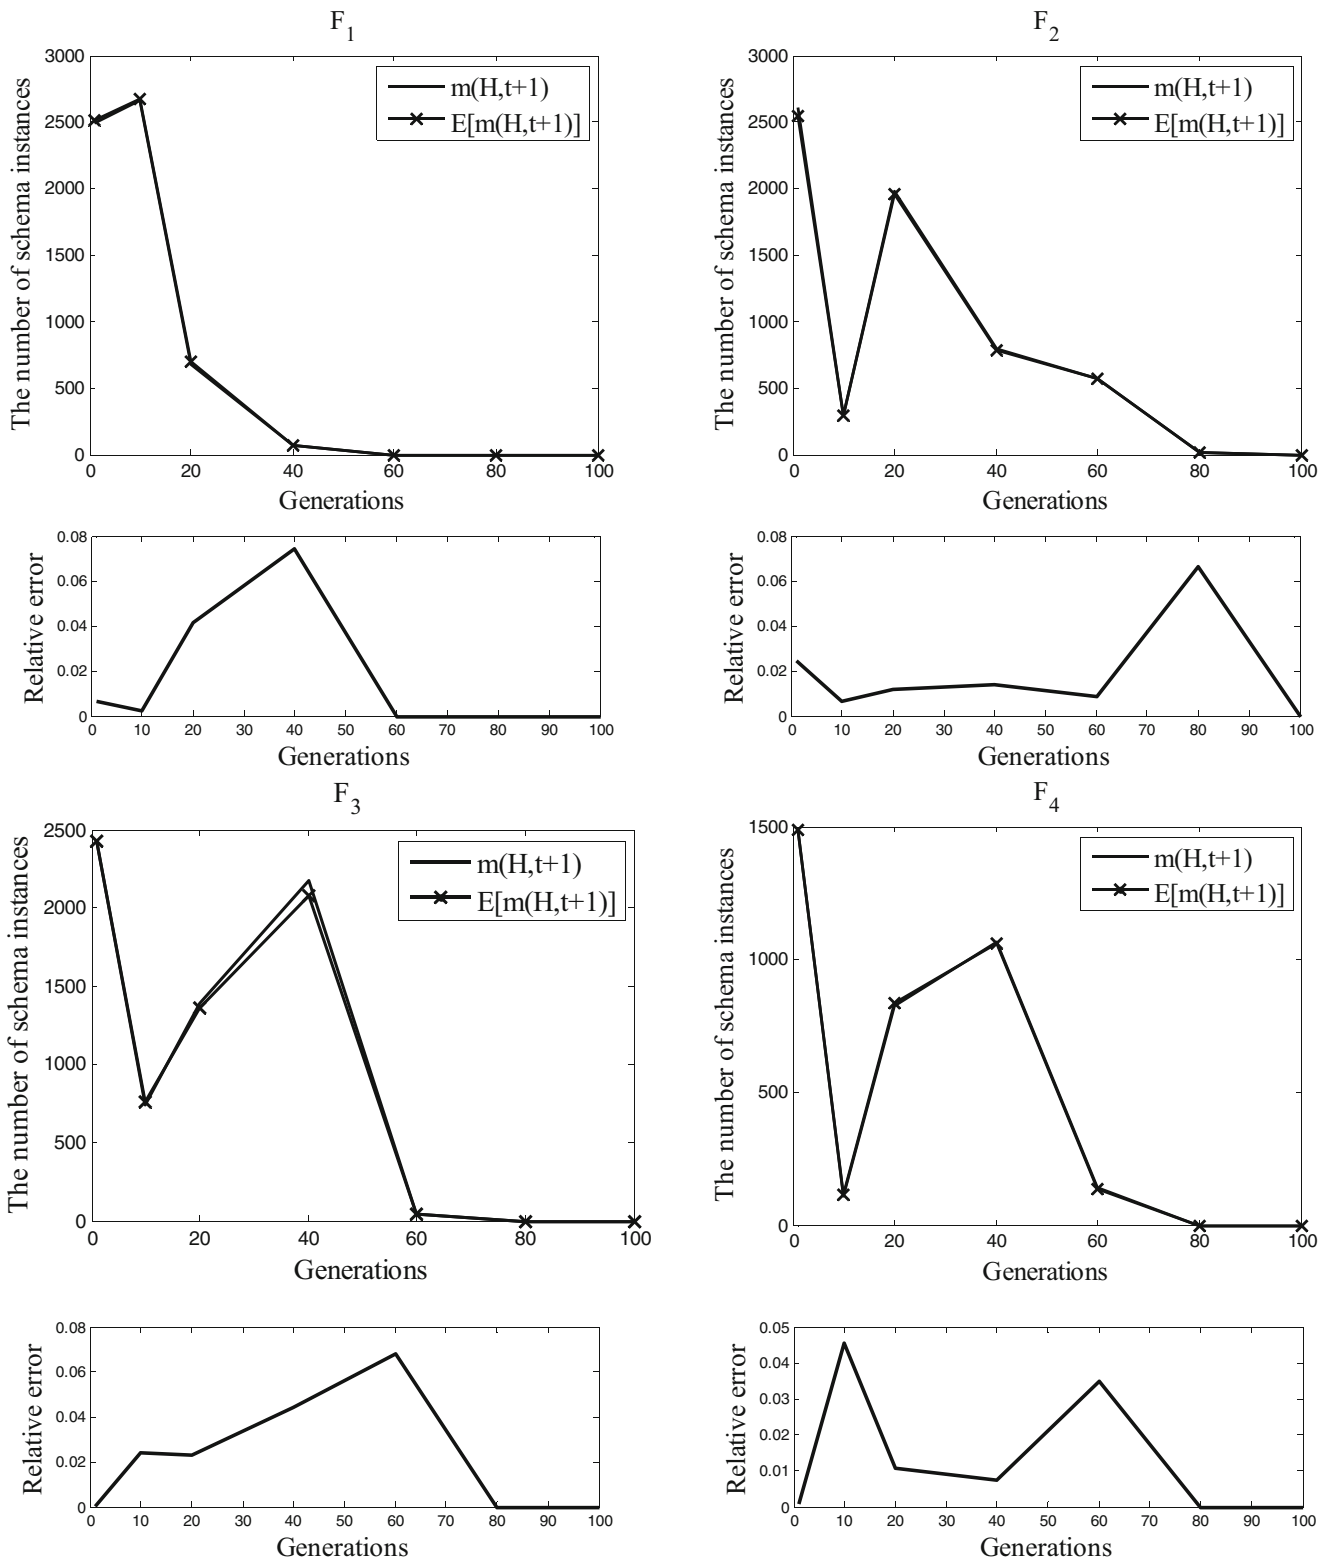 F1
The number of schema instances
3000
2500
2000
1500
1000
500
0
m(H,t+1)
E[m(H,t+1)]
0 20 40 60 80 100
Generations
F2
The number of schema instances
3000
2500
2000
1500
1000
500
0
m(H,t+1)
E[m(H,t+1)]
0 20 40 60 80 100
Generations
Relative error
0.08
0.06
0.04
0.02
0
0 10 20 30 40 50 60 70 80 90 100
Generations
Relative error
0.08
0.06
0.04
0.02
0
0 10 20 30 40 50 60 70 80 90 100
Generations
F3
The number of schema instances
2500
2000
1500
1000
500
0
m(H,t+1)
E[m(H,t+1)]
0 20 40 60 80 100
Generations
F4
The number of schema instances
1500
1000
500
0
m(H,t+1)
E[m(H,t+1)]
0 20 40 60 80 100
Generations
Relative error
0.08
0.06
0.04
0.02
0
0 10 20 30 40 50 60 70 80 90 100
Generations
Relative error
0.05
0.04
0.03
0.02
0.01
0
0 10 20 30 40 50 60 70 80 90 100
Generations